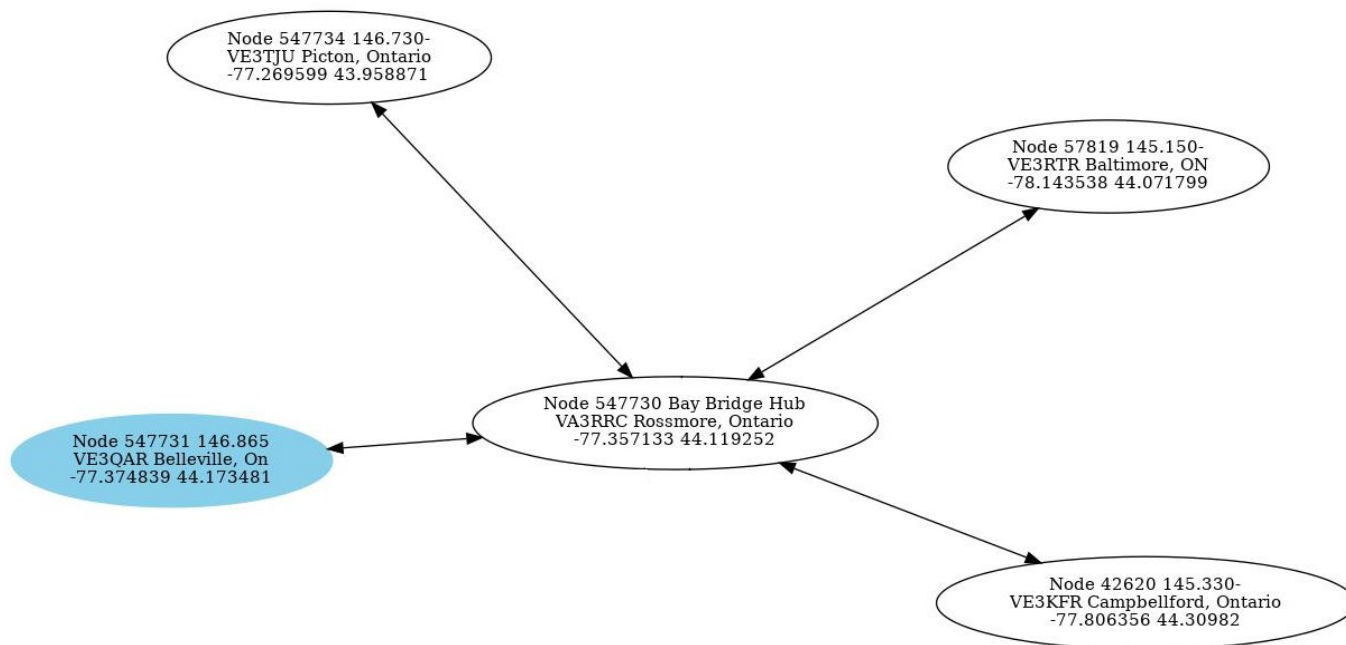 Node 547734 146.730-
VE3TJU Picton, Ontario
-77.269599 43.958871
Node 57819 145.150-
VE3RTR Baltimore, ON
-78.143538 44.071799
Node 547730 Bay Bridge Hub
VA3RRC Rossmore, Ontario
-77.357133 44.119252
Node 547731 146.865
VE3QAR Belleville, On
-77.374839 44.173481
Node 42620 145.330-
VE3KFR Campbellford, Ontario
-77.806356 44.30982